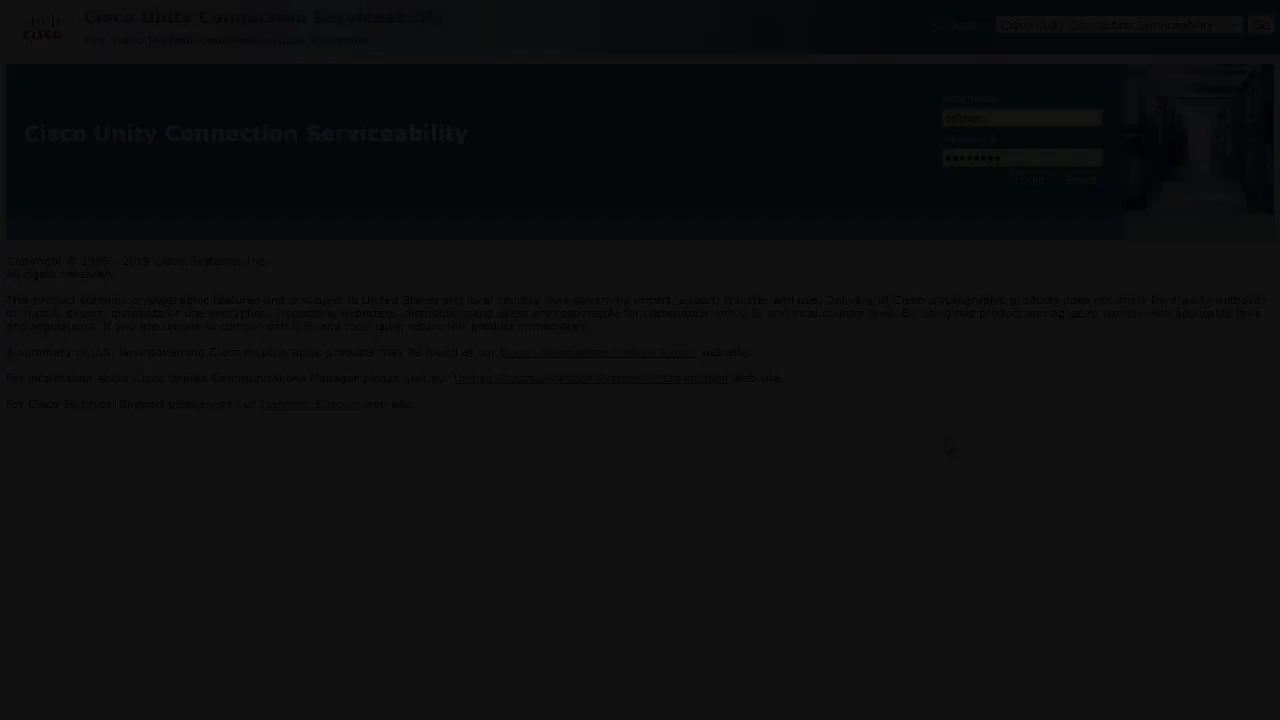 Cisco Unity Connection Serviceability
For Cisco Unified Communications Solutions
Cisco Unity Connection Serviceability
Go
CISCO
Username
Cisco Unity Connection Serviceability
Password
••••••••
Login
Reset
Copyright © 1999 - 2019 Cisco Systems, Inc.
All rights reserved.
This product contains cryptographic features and is subject to United States and local country laws governing import, export, transfer and use. Delivery of Cisco cryptographic products does not imply third-party authority
to import, export, distribute or use encryption. Importers, exporters, distributors and users are responsible for compliance with U.S. and local country laws. By using this product you agree to comply with applicable laws
and regulations. If you are unable to comply with U.S. and local laws, return this product immediately.
A summary of U.S. laws governing Cisco cryptographic products may be found at our web site.
For information about Cisco Unified Communications Manager please visit our Unified Communications System Documentation web site.
For Cisco Technical Support please visit our Technical Support web site.